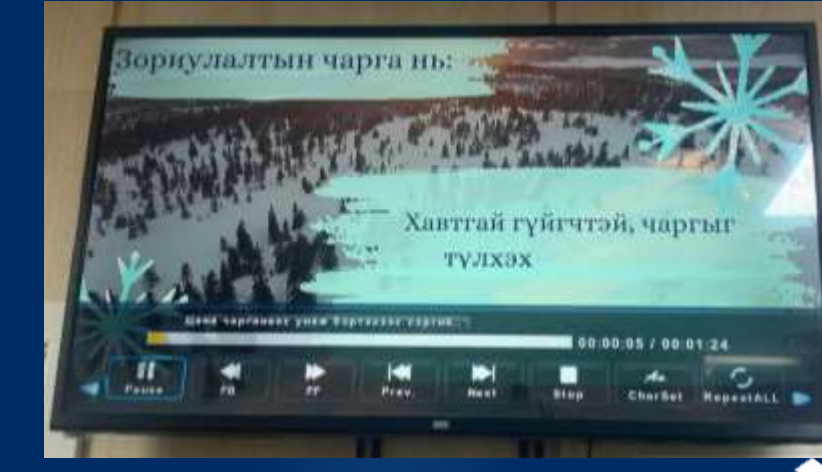 Зориулалтын чарга нь:
Хавтгай гүйгчтэй, чаргыг
түлхэх
00:00:05 / 00:01:24
Pause
FB
FF
Prev.
Next
Stop
CharSet
RepeatALL